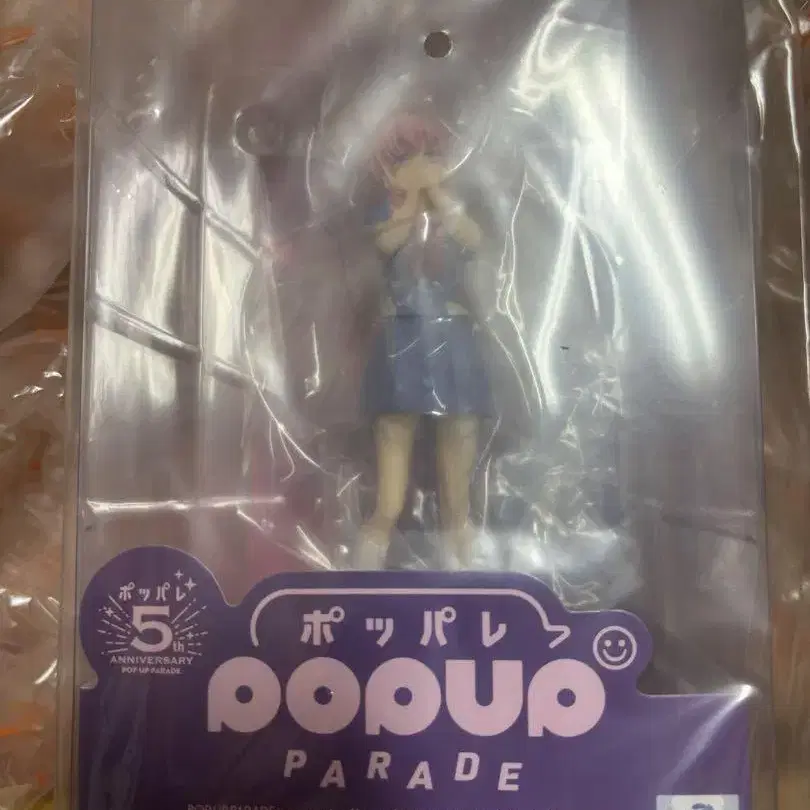 ポッパレ
5th
ANNIVERSARY
POP UP PARADE
ポッパレ
POPUP
PARADE